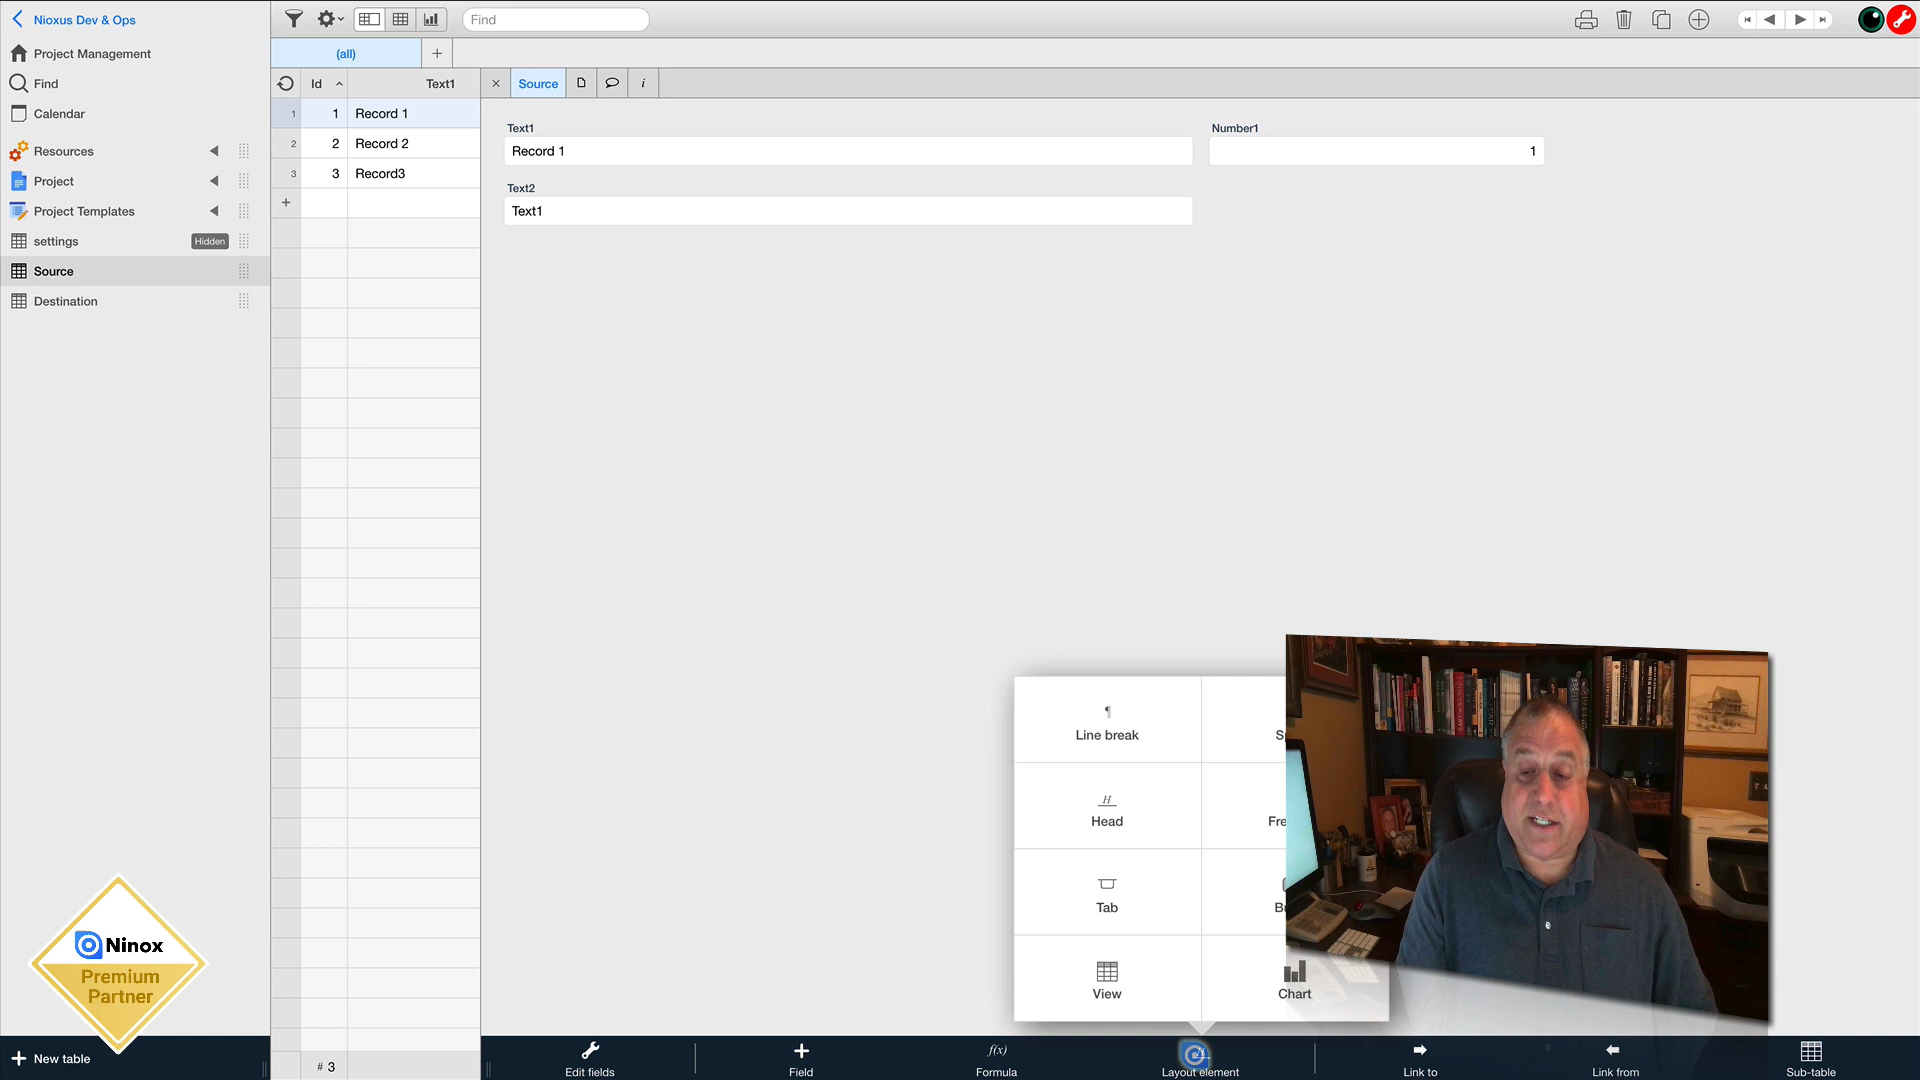 Nioxus Dev & Ops
Project Management
Find
Calendar
Resources
Project
Project Templates
settings
Hidden
Source
Destination
Ninox
Premium
Partner
New table
Find
(all)
Id
Text1
1
1
Record 1
2
2
Record 2
3
3
Record3
# 3
Source
i
Text1
Record 1
Number1
1
Text2
Text1
Line break
H
Head
Tab
View
Chart
Edit fields
Field
f(x)
Formula
Layout element
Link to
Link from
Sub-table